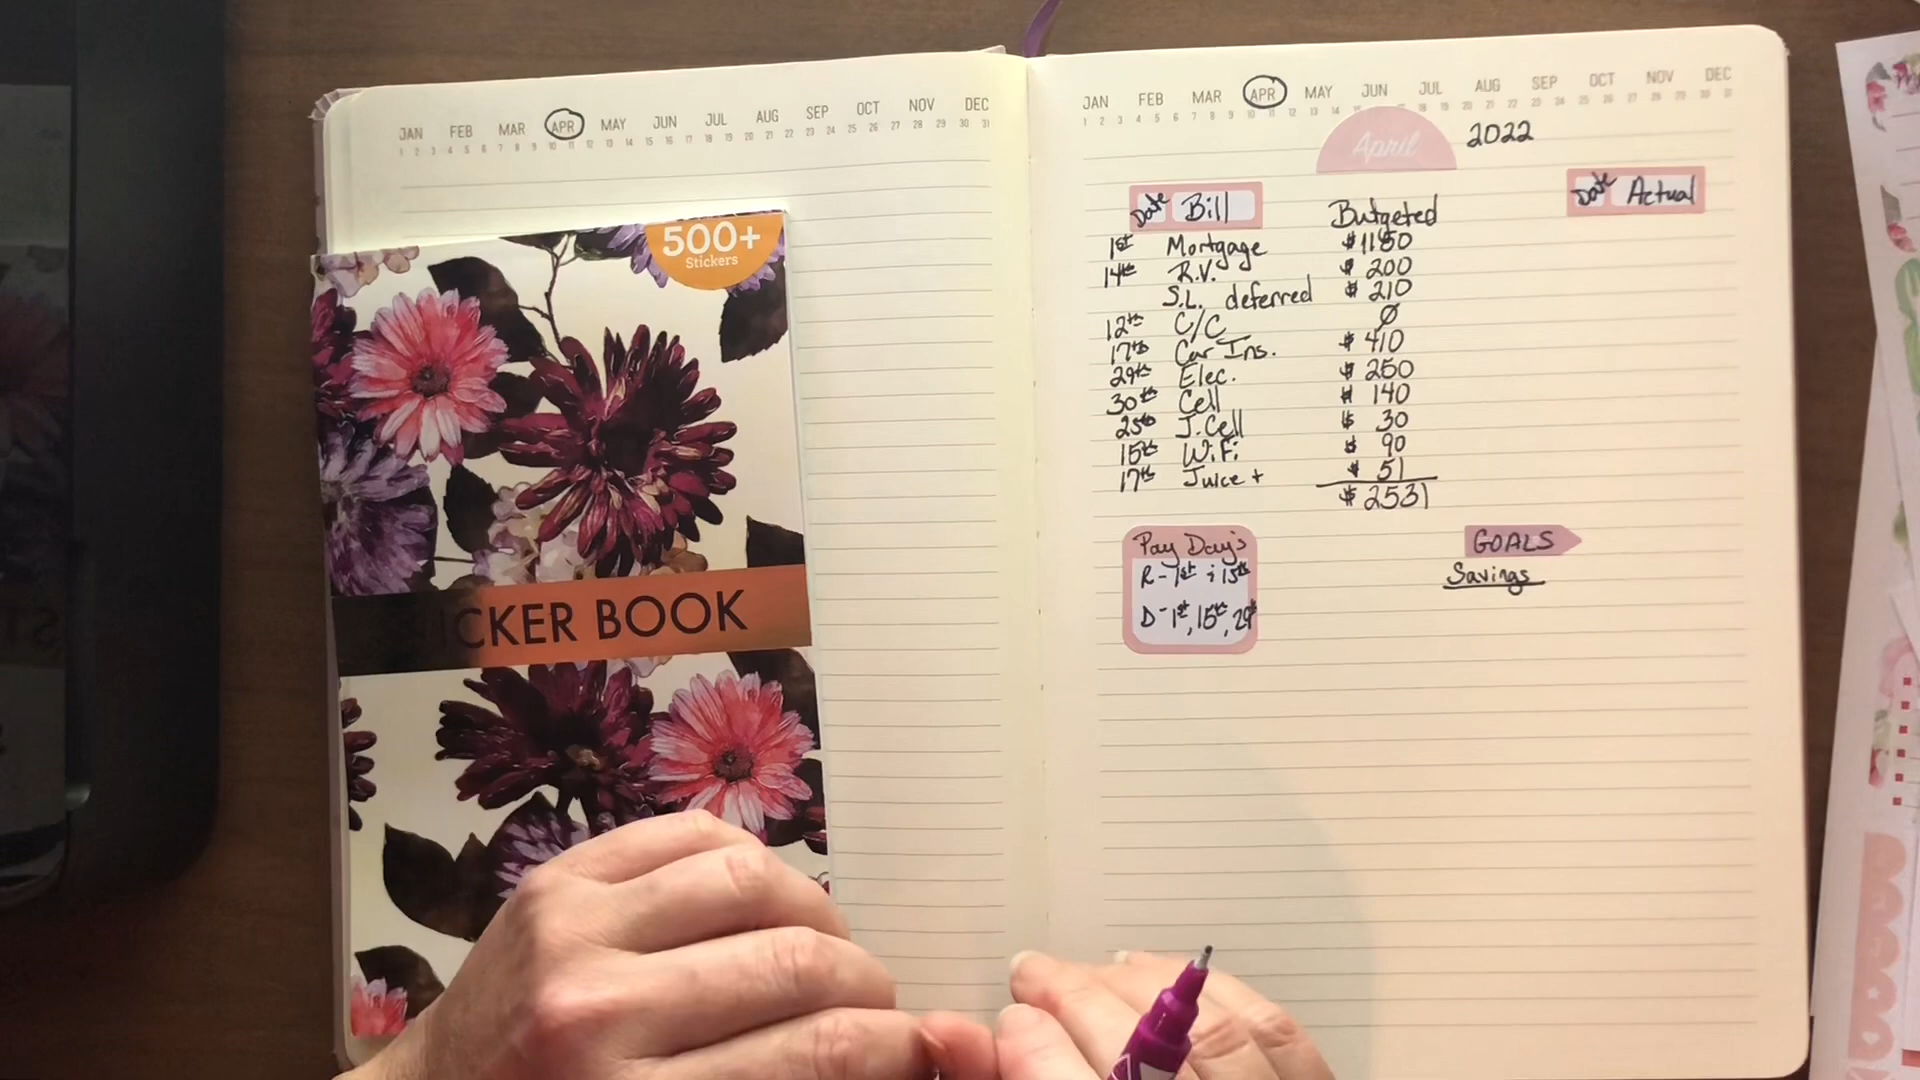 JAN FEB MAR APR MAY JUN JUL AUG SEP OCT NOV DEC
500+
Stickers
CKER BOOK
JAN FEB MAR APR MAY JUN JUL AUG SEP OCT NOV DEC
April 2022
Date Bill Butgeted Date Actual
1st Mortgage $1150
14th R.V. $ 200
S.L. deferred $ 210
12th C/C Ø
17th Car Ins. $ 410
29th Elec. $ 250
30th Cell $ 140
25th J.Cell $ 30
15th WiFi $ 90
17th Juice + $ 51
$ 2531
Pay Day's
R - 1st & 15th
D - 1st, 15th, 29th
GOALS
Savings